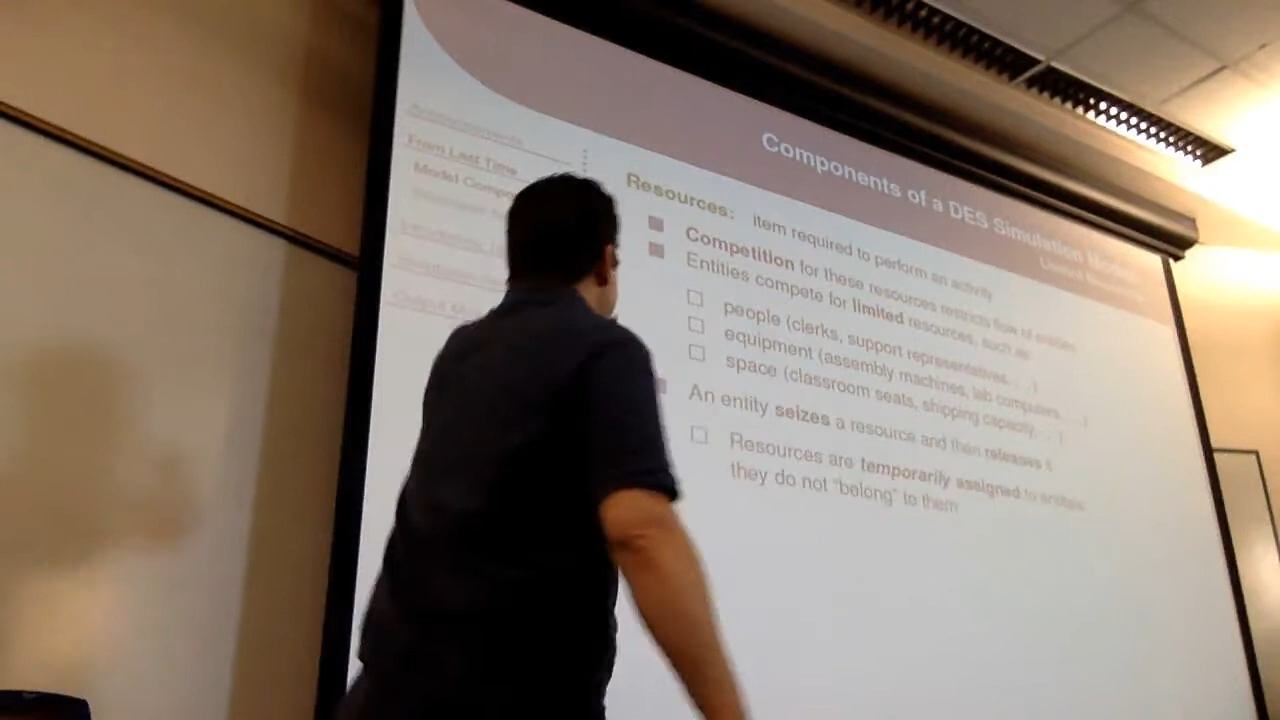 Components of a DES Simulation
Announcements
From Last Time
Model Compo
Resources: item required to perform an activity
Competition for these resources restricts flow of entities
Entities compete for limited resources, such as:
people (clerks, support representatives, ...)
equipment (assembly machines, lab computers, ...)
space (classroom seats, shipping capacity, ...)
An entity seizes a resource and then releases it
Resources are temporarily assigned to entities
they do not "belong" to them